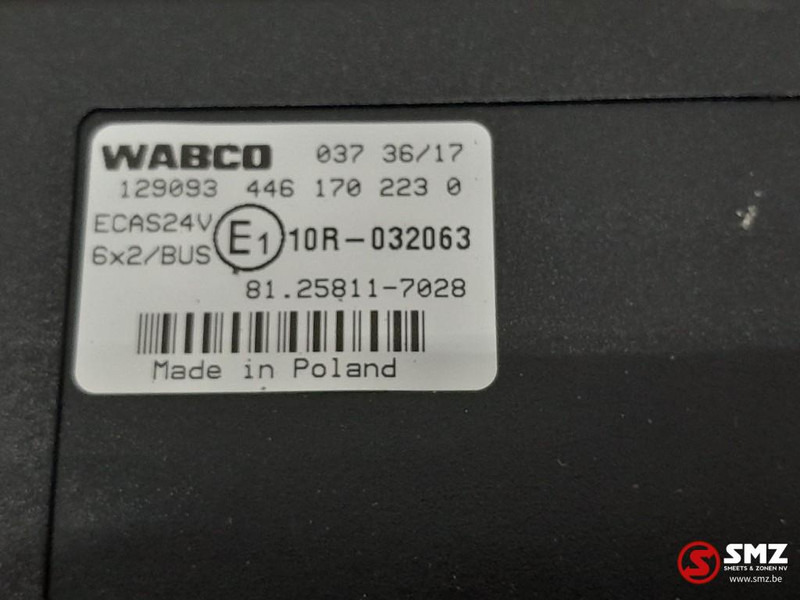 WABCO 037 36/17
129093 446 170 223 0
ECAS24V
6x2/BUS
E1 10R-032063
81.25811-7028
Made in Poland
SMZ
SMEETS & ZONEN NV
www.smz.be